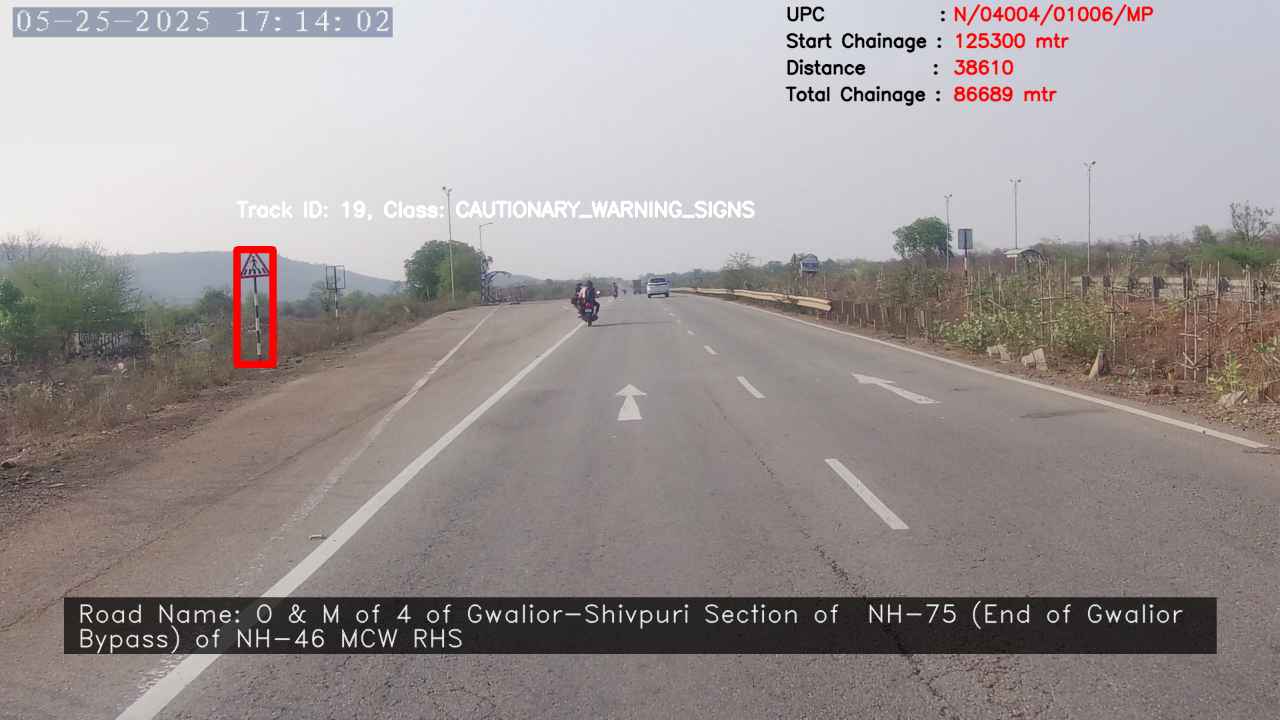 05-25-2025 17:14:02
UPC : N/04004/01006/MP
Start Chainage : 125300 mtr
Distance : 38610
Total Chainage : 86689 mtr
Track ID: 19, Class: CAUTIONARY_WARNING_SIGNS
Road Name: O & M of 4 of Gwalior-Shivpuri Section of NH-75 (End of Gwalior
Bypass) of NH-46 MCW RHS